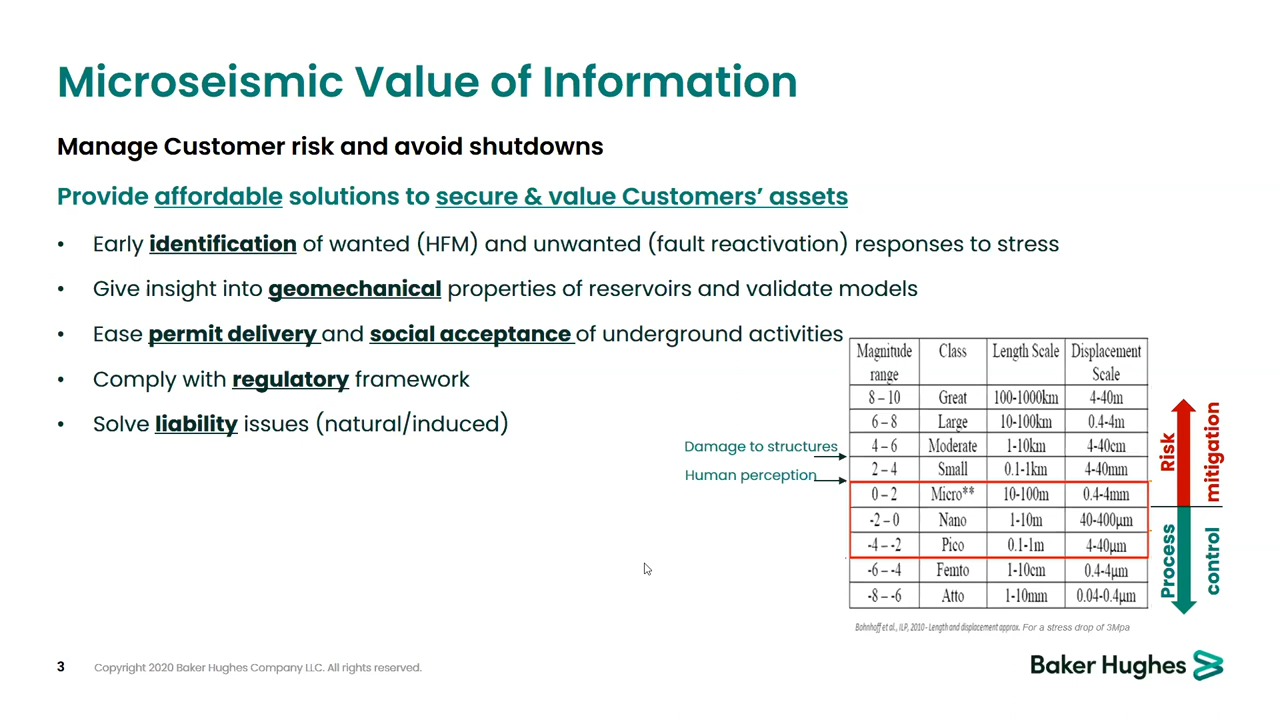 Microseismic Value of Information
Manage Customer risk and avoid shutdowns
Provide affordable solutions to secure & value Customers’ assets
• Early identification of wanted (HFM) and unwanted (fault reactivation) responses to stress
• Give insight into geomechanical properties of reservoirs and validate models
• Ease permit delivery and social acceptance of underground activities
• Comply with regulatory framework
• Solve liability issues (natural/induced)
Damage to structures
Human perception
Magnitude range Class Length Scale Displacement Scale
8 – 10 Great 100-1000km 4-40m
6 – 8 Large 10-100km 0.4-4m
4 – 6 Moderate 1-10km 4-40cm
2 – 4 Small 0.1-1km 4-40mm
0 – 2 Micro** 10-100m 0.4-4mm
-2 – 0 Nano 1-10m 40-400µm
-4 – -2 Pico 0.1-1m 4-40µm
-6 – -4 Femto 1-10cm 0.4-4µm
-8 – -6 Atto 1-10mm 0.04-0.4µm
Risk mitigation
Process control
Bohnhoff et al., ILP, 2010 - Length and displacement approx. For a stress drop of 3Mpa
3 Copyright 2020 Baker Hughes Company LLC. All rights reserved.
Baker Hughes